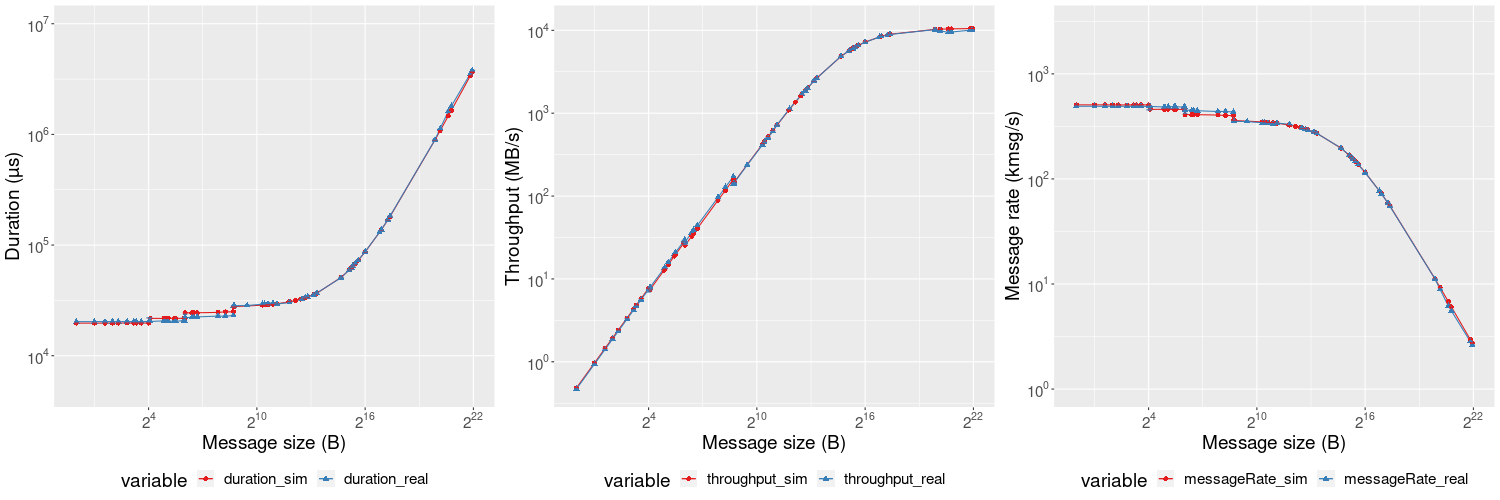 Duration (µs)
10^7
10^6
10^5
10^4
2^4 2^10 2^16 2^22
Message size (B)
variable duration_sim duration_real
Throughput (MB/s)
10^4
10^3
10^2
10^1
10^0
2^4 2^10 2^16 2^22
Message size (B)
variable throughput_sim throughput_real
Message rate (kmsg/s)
10^3
10^2
10^1
10^0
2^4 2^10 2^16 2^22
Message size (B)
variable messageRate_sim messageRate_real